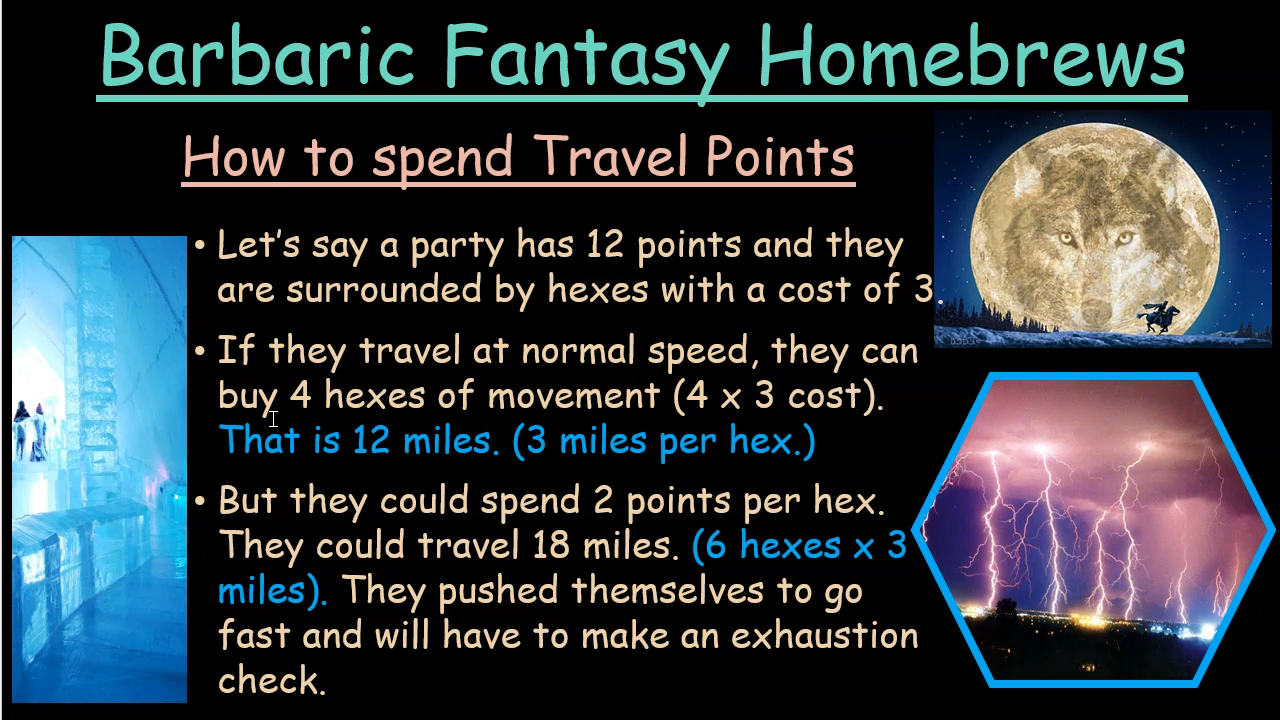 Barbaric Fantasy Homebrews
How to spend Travel Points
• Let's say a party has 12 points and they
are surrounded by hexes with a cost of 3.
• If they travel at normal speed, they can
buy 4 hexes of movement (4 x 3 cost).
That is 12 miles. (3 miles per hex.)
• But they could spend 2 points per hex.
They could travel 18 miles. (6 hexes x 3
miles). They pushed themselves to go
fast and will have to make an exhaustion
check.